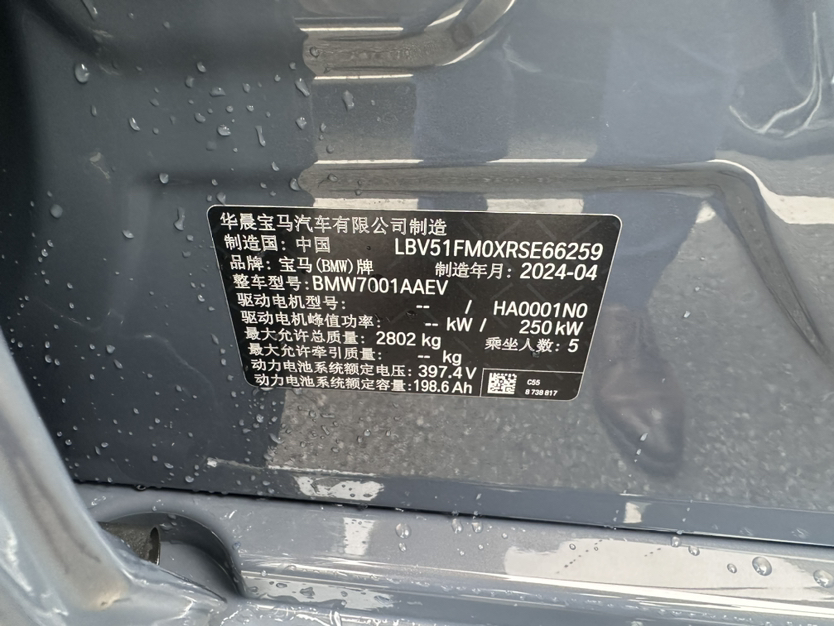 华晨宝马汽车有限公司制造
制造国: 中国 LBV51FM0XRSE66259
品牌: 宝马(BMW)牌 制造年月: 2024-04
整车型号: BMW7001AAEV
驱动电机型号: -- / HA0001N0
驱动电机峰值功率: -- kW / 250 kW
最大允许总质量: 2802 kg 乘坐人数: 5
最大允许牵引质量: -- kg
动力电池系统额定电压: 397.4 V
动力电池系统额定容量: 198.6 Ah
C55
8 738 817